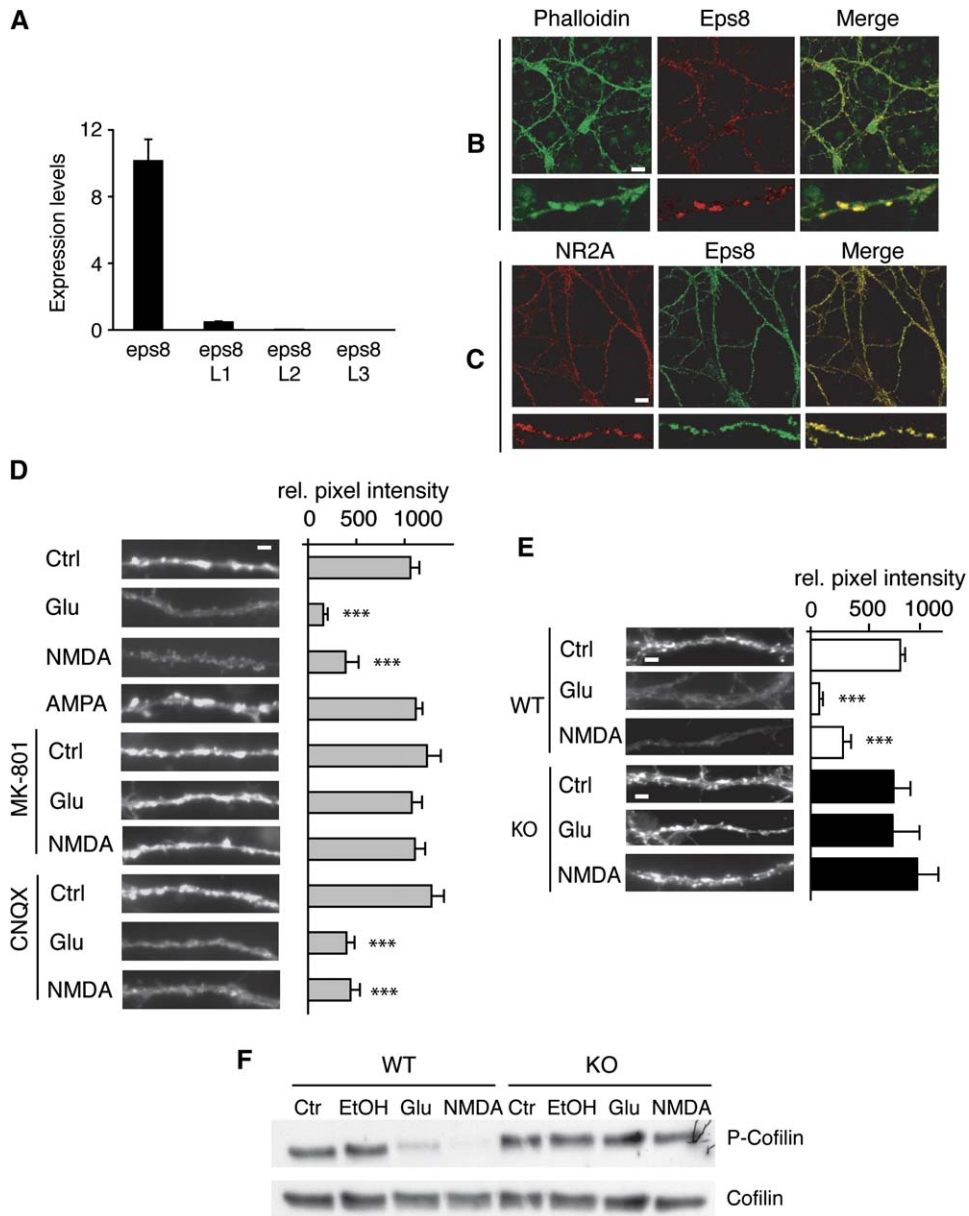 A
Expression levels
12
8
4
0
eps8
eps8 L1
eps8 L2
eps8 L3
B
Phalloidin Eps8 Merge
C
NR2A Eps8 Merge
D
rel. pixel intensity
0 500 1000
Ctrl
Glu ***
NMDA ***
AMPA
MK-801
Ctrl
Glu
NMDA
CNQX
Ctrl
Glu ***
NMDA ***
E
rel. pixel intensity
0 500 1000
WT
Ctrl
Glu ***
NMDA ***
KO
Ctrl
Glu
NMDA
F
WT KO
Ctr EtOH Glu NMDA Ctr EtOH Glu NMDA
P-Cofilin
Cofilin